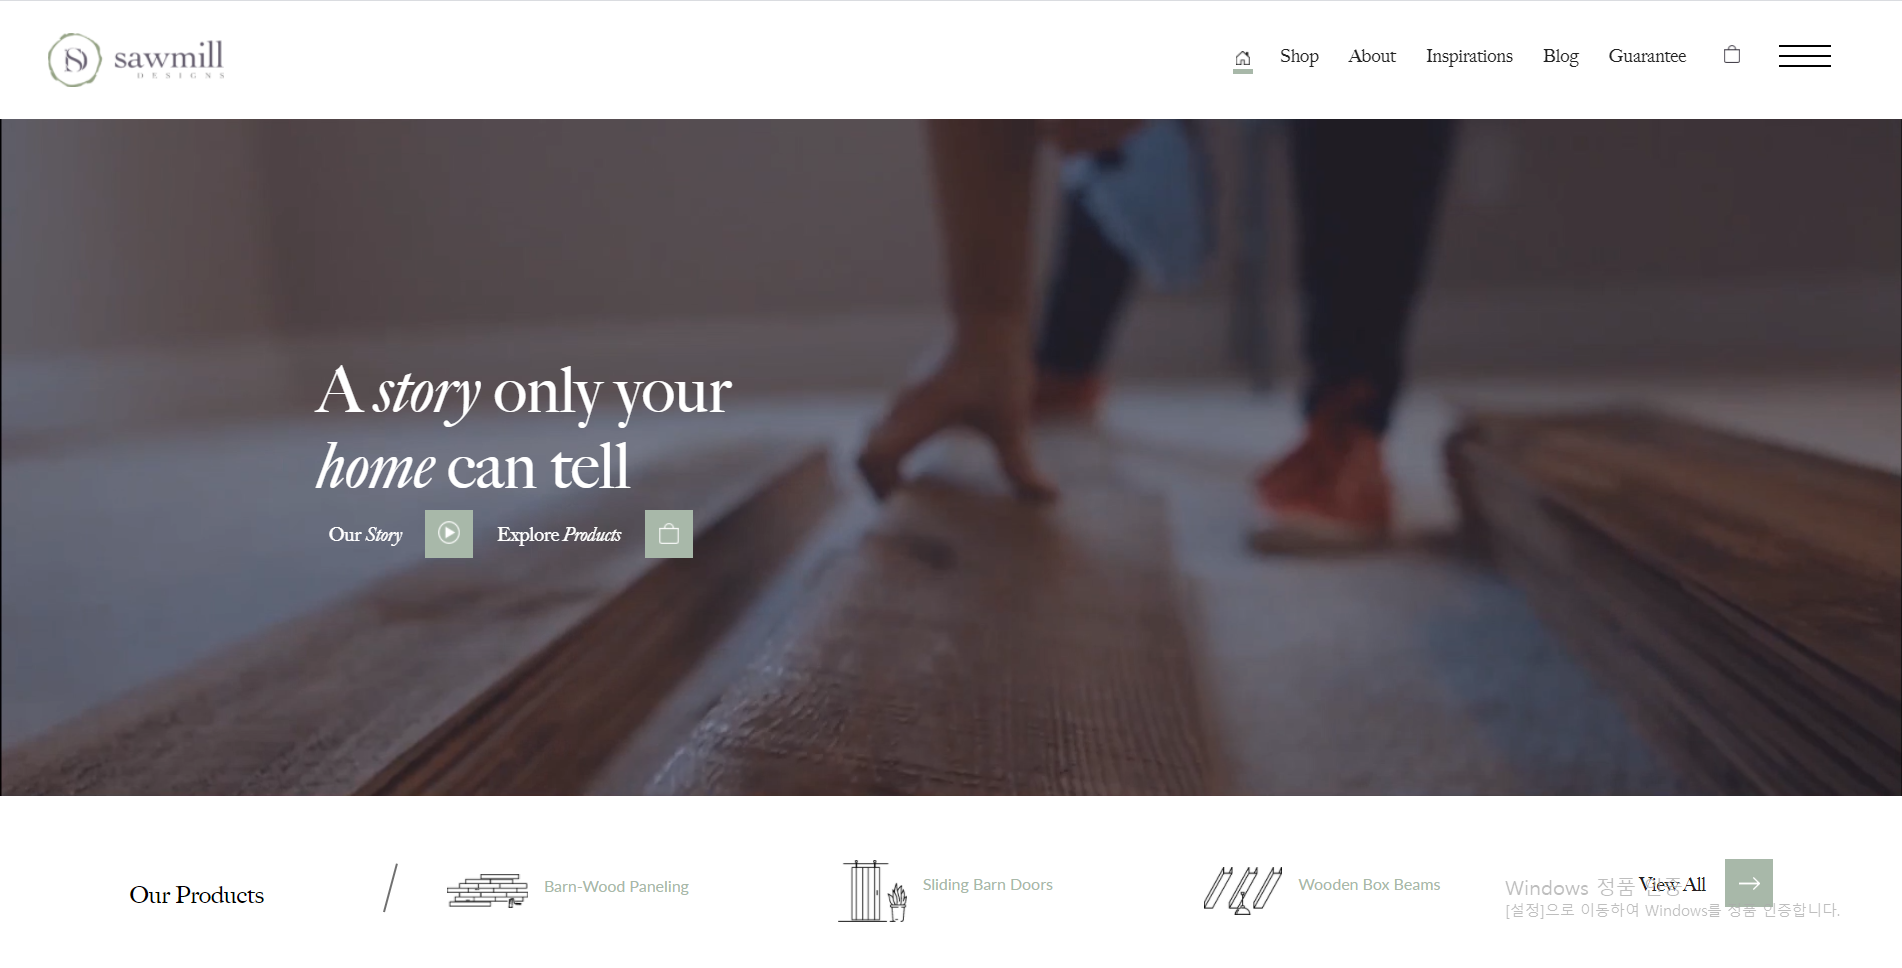 sawmill
DESIGNS
Shop
About
Inspirations
Blog
Guarantee
A story only your
home can tell
Our Story
Explore Products
Our Products
Barn-Wood Paneling
Sliding Barn Doors
Wooden Box Beams
View All
Windows 정품 인증
[설정]으로 이동하여 Windows를 정품 인증합니다.